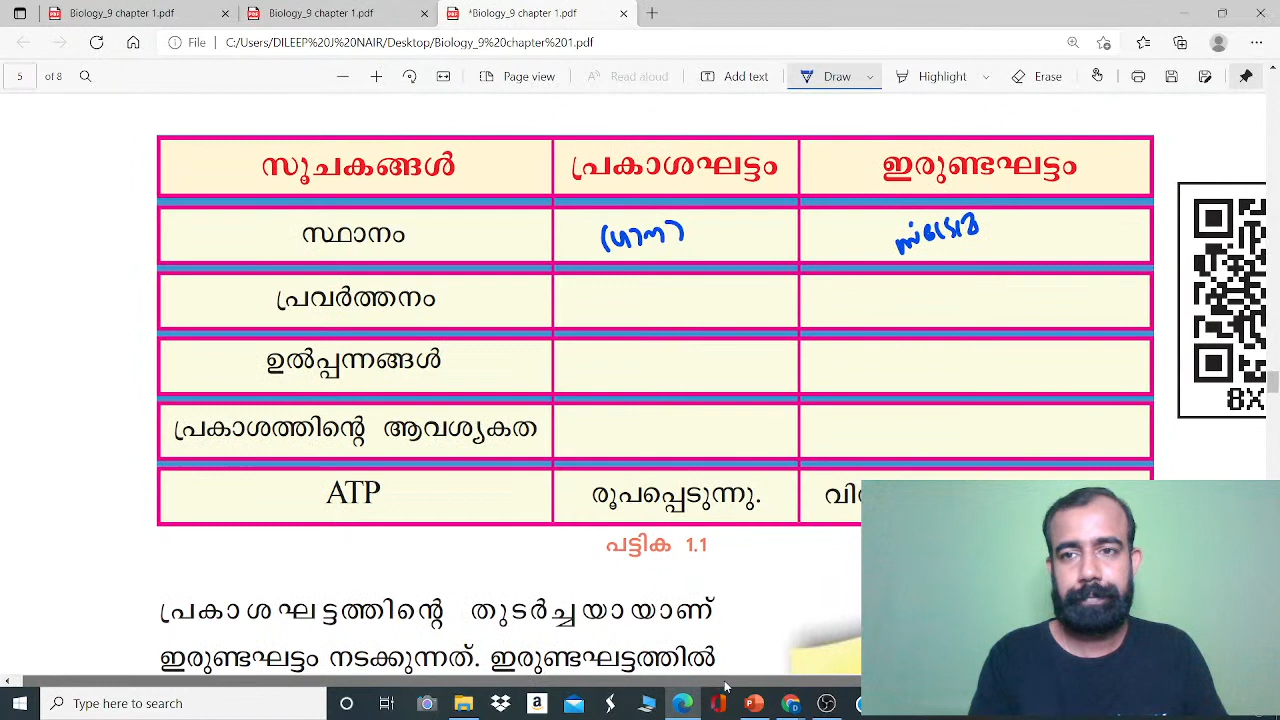 Biology_9 chapter 1.pdf
Biology_9 chapter 1.pdf
*Biology_9 chapter 1.pdf
File
C:/Users/DILEEP%20J%20NAIR/Desktop/Biology_9%20chapter%201.pdf
5 of 8
Page view
Read aloud
Add text
Draw
Highlight
Erase
സൂചകങ്ങൾ പ്രകാശഘട്ടം ഇരുണ്ടഘട്ടം
സ്ഥാനം ഗ്രാന സ്ട്രോമ
പ്രവർത്തനം
ഉൽപ്പന്നങ്ങൾ
പ്രകാശത്തിന്റെ ആവശ്യകത
ATP രൂപപ്പെടുന്നു.
പട്ടിക 1.1
പ്രകാശഘട്ടത്തിന്റെ തുടർച്ചയായാണ്
ഇരുണ്ടഘട്ടം നടക്കുന്നത്. ഇരുണ്ടഘട്ടത്തിൽ
8X
Type here to search